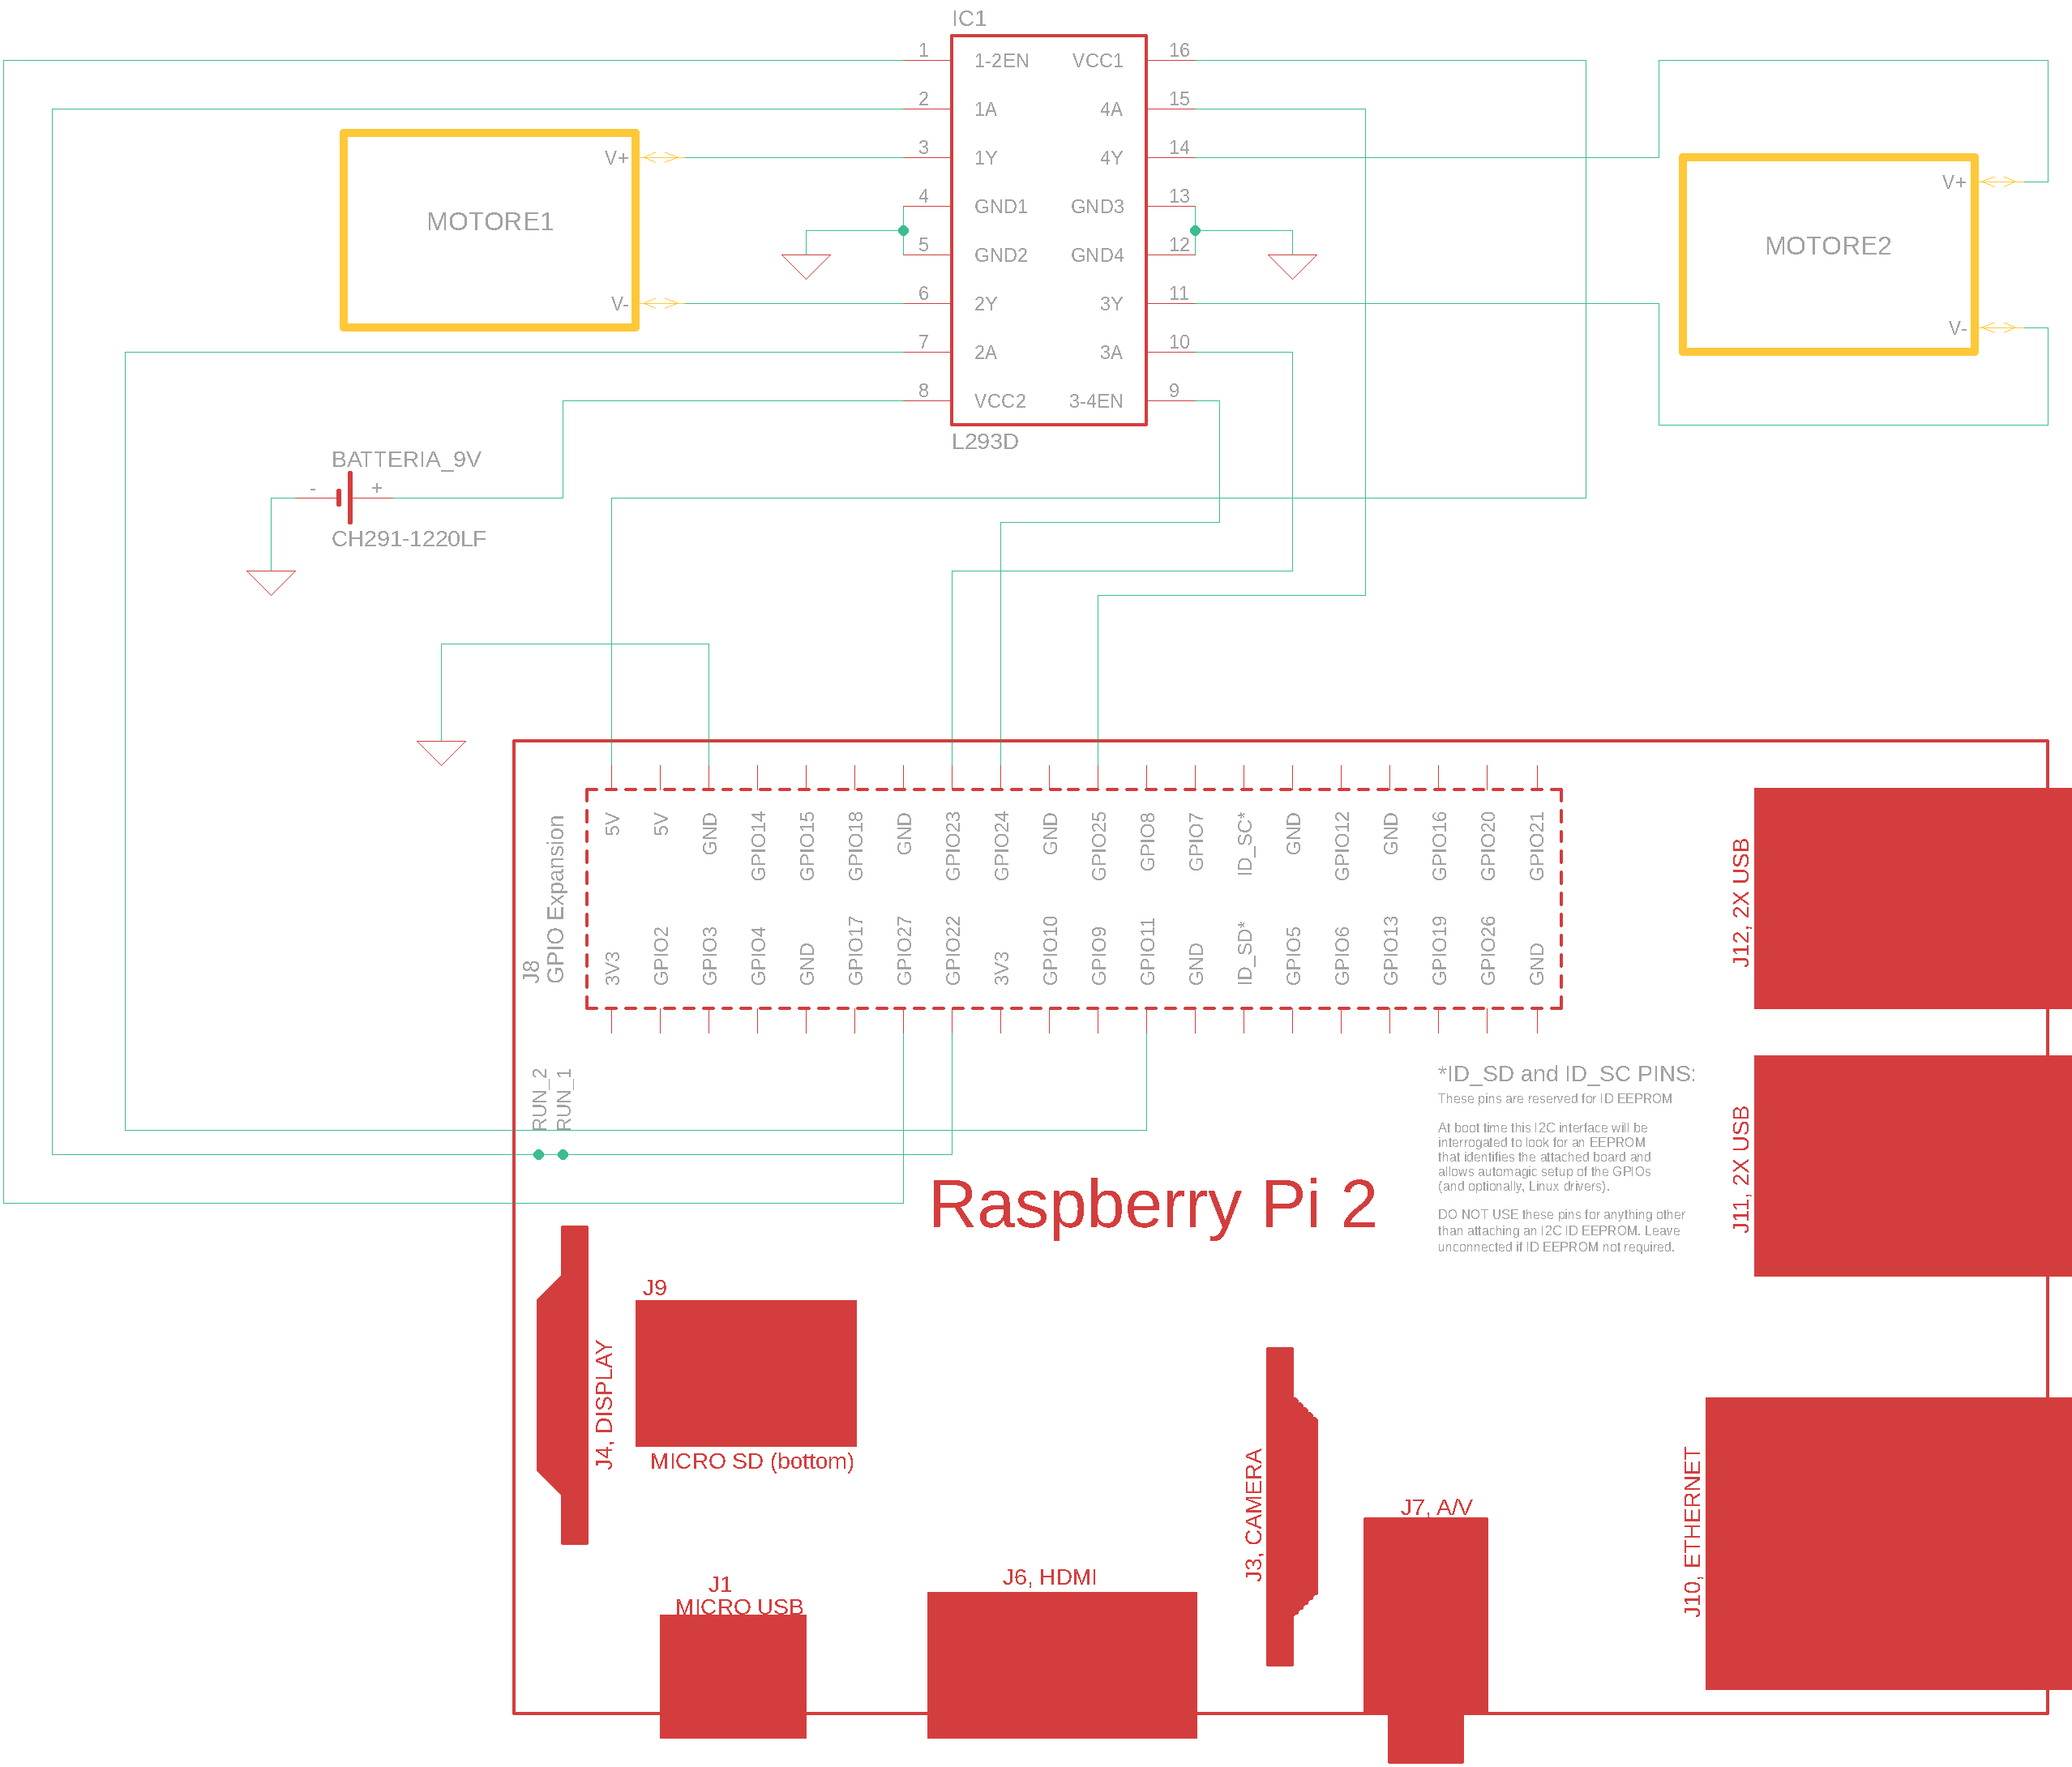 IC1
1 1-2EN VCC1 16
2 1A 4A 15
3 1Y 4Y 14
4 GND1 GND3 13
5 GND2 GND4 12
6 2Y 3Y 11
7 2A 3A 10
8 VCC2 3-4EN 9
L293D
V+
MOTORE1
V-
V+
MOTORE2
V-
BATTERIA_9V
- +
CH291-1220LF
J8
GPIO Expansion
5V
5V
GND
GPIO14
GPIO15
GPIO18
GND
GPIO23
GPIO24
GND
GPIO25
GPIO8
GPIO7
ID_SC*
GND
GPIO12
GND
GPIO16
GPIO20
GPIO21
3V3
GPIO2
GPIO3
GPIO4
GND
GPIO17
GPIO27
GPIO22
3V3
GPIO10
GPIO9
GPIO11
GND
ID_SD*
GPIO5
GPIO6
GPIO13
GPIO19
GPIO26
GND
RUN_2
RUN_1
*ID_SD and ID_SC PINS:
These pins are reserved for ID EEPROM
At boot time this I2C interface will be
interrogated to look for an EEPROM
that identifies the attached board and
allows automagic setup of the GPIOs
(and optionally, Linux drivers).
DO NOT USE these pins for anything other
than attaching an I2C ID EEPROM. Leave
unconnected if ID EEPROM not required.
Raspberry Pi 2
J12, 2X USB
J11, 2X USB
J10, ETHERNET
J4, DISPLAY
J9
MICRO SD (bottom)
J3, CAMERA
J7, A/V
J6, HDMI
J1
MICRO USB